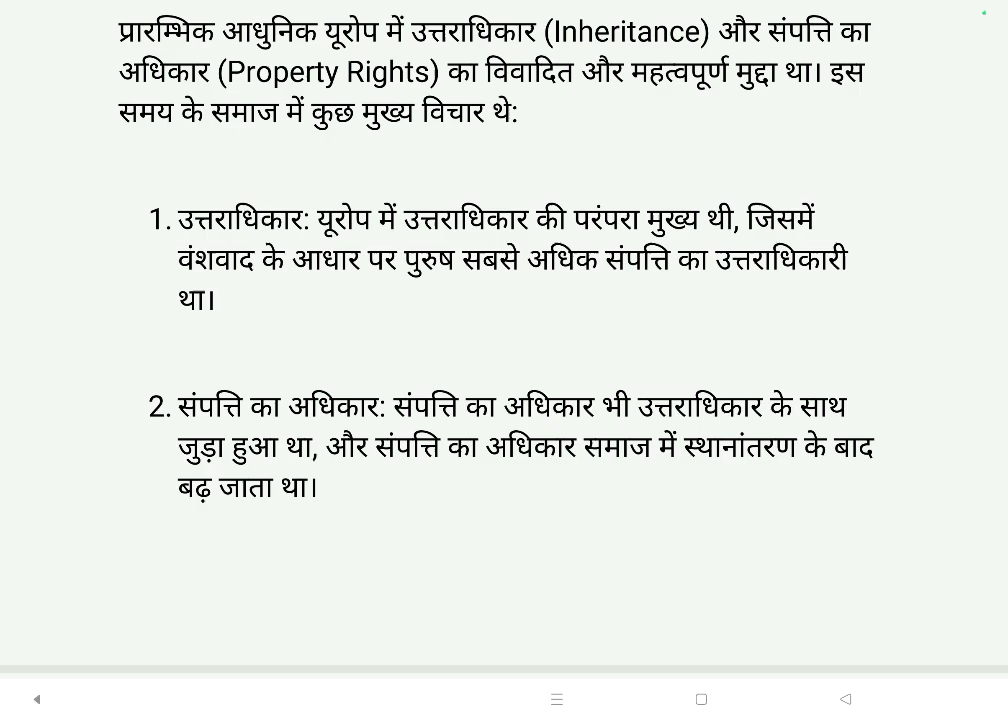 प्रारम्भिक आधुनिक यूरोप में उत्तराधिकार (Inheritance) और संपत्ति का
अधिकार (Property Rights) का विवादित और महत्वपूर्ण मुद्दा था। इस
समय के समाज में कुछ मुख्य विचार थे:
1. उत्तराधिकार: यूरोप में उत्तराधिकार की परंपरा मुख्य थी, जिसमें
वंशवाद के आधार पर पुरुष सबसे अधिक संपत्ति का उत्तराधिकारी
था।
2. संपत्ति का अधिकार: संपत्ति का अधिकार भी उत्तराधिकार के साथ
जुड़ा हुआ था, और संपत्ति का अधिकार समाज में स्थानांतरण के बाद
बढ़ जाता था।